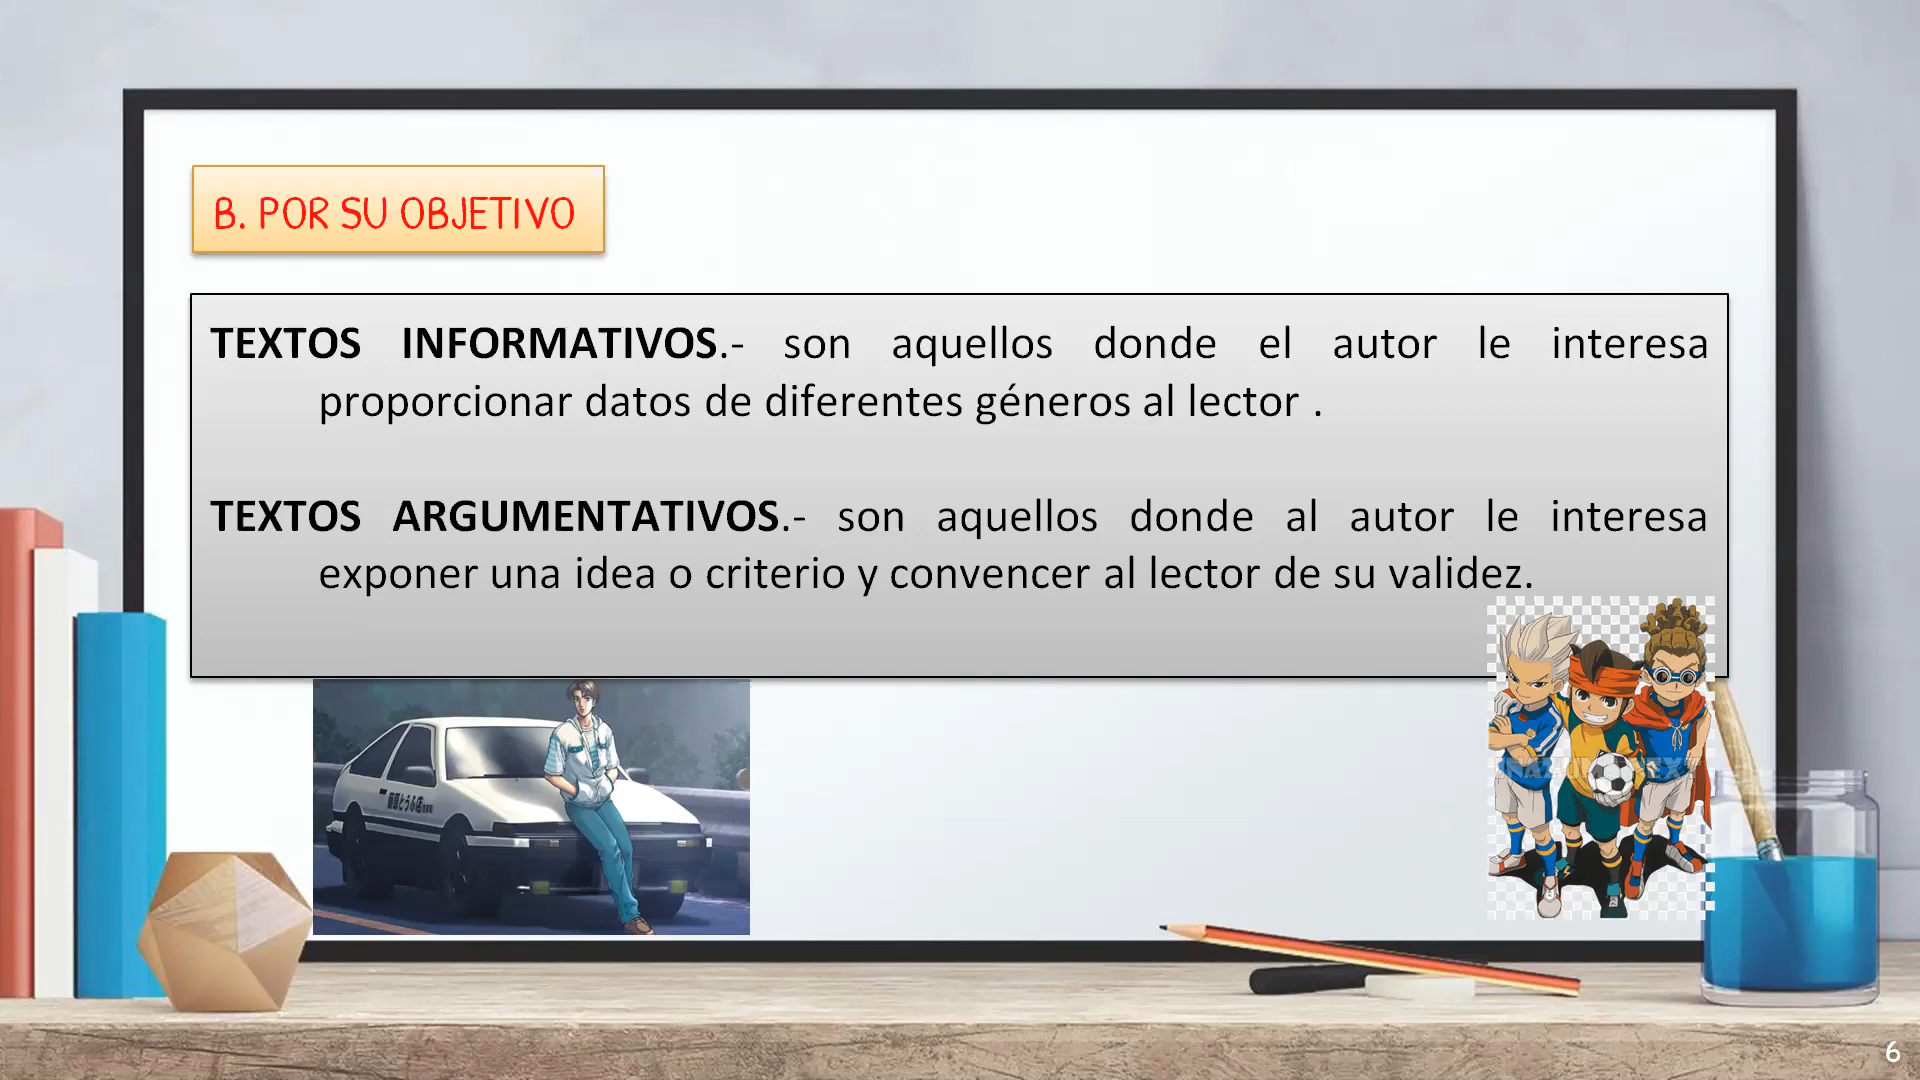 B. POR SU OBJETIVO
TEXTOS INFORMATIVOS.- son aquellos donde el autor le interesa
proporcionar datos de diferentes géneros al lector .
TEXTOS ARGUMENTATIVOS.- son aquellos donde al autor le interesa
exponer una idea o criterio y convencer al lector de su validez.
6